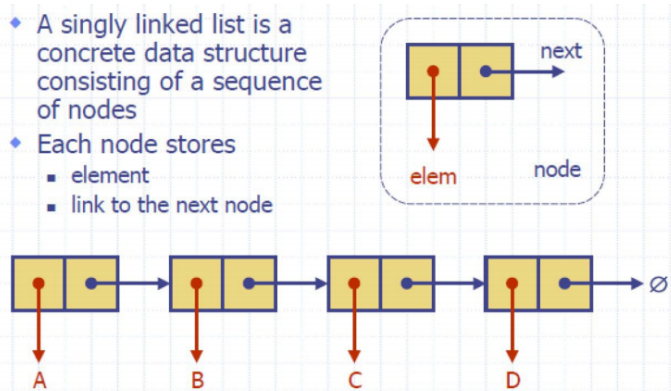 A singly linked list is a
concrete data structure
consisting of a sequence
of nodes
Each node stores
element
link to the next node
next
elem
node
∅
A B C D